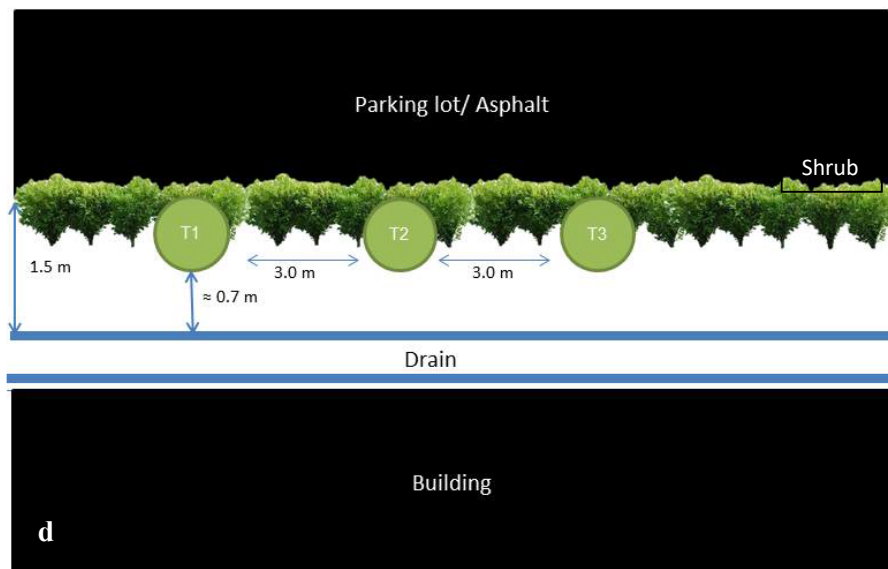 Parking lot/ Asphalt
Shrub
T1
T2
T3
1.5 m
3.0 m
3.0 m
≈ 0.7 m
Drain
Building
d